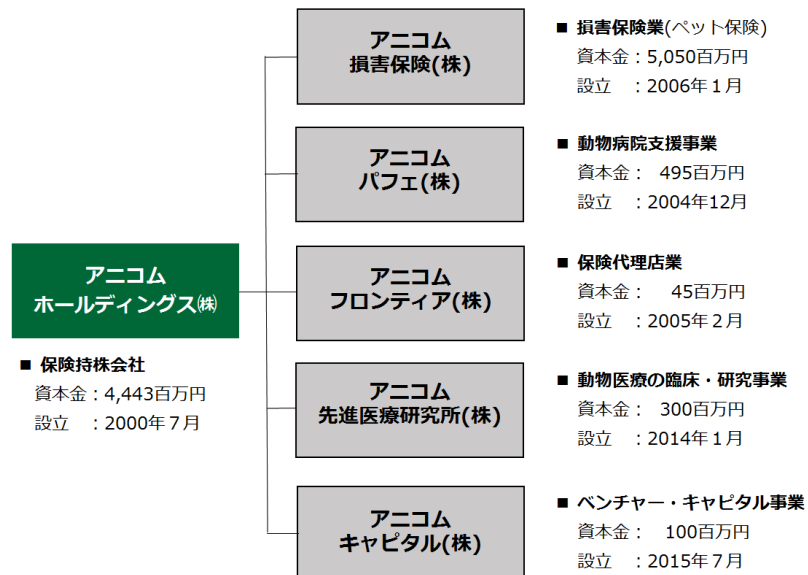 アニコム
損害保険(株)
■ 損害保険業(ペット保険)
資本金：5,050百万円
設立　：2006年１月
アニコム
パフェ(株)
■ 動物病院支援事業
資本金：　495百万円
設立　：2004年12月
アニコム
ホールディングス㈱
■ 保険持株会社
資本金：4,443百万円
設立　：2000年７月
アニコム
フロンティア(株)
■ 保険代理店業
資本金：　45百万円
設立　：2005年２月
アニコム
先進医療研究所(株)
■ 動物医療の臨床・研究事業
資本金：　300百万円
設立　：2014年１月
アニコム
キャピタル(株)
■ ベンチャー・キャピタル事業
資本金：　100百万円
設立　：2015年７月